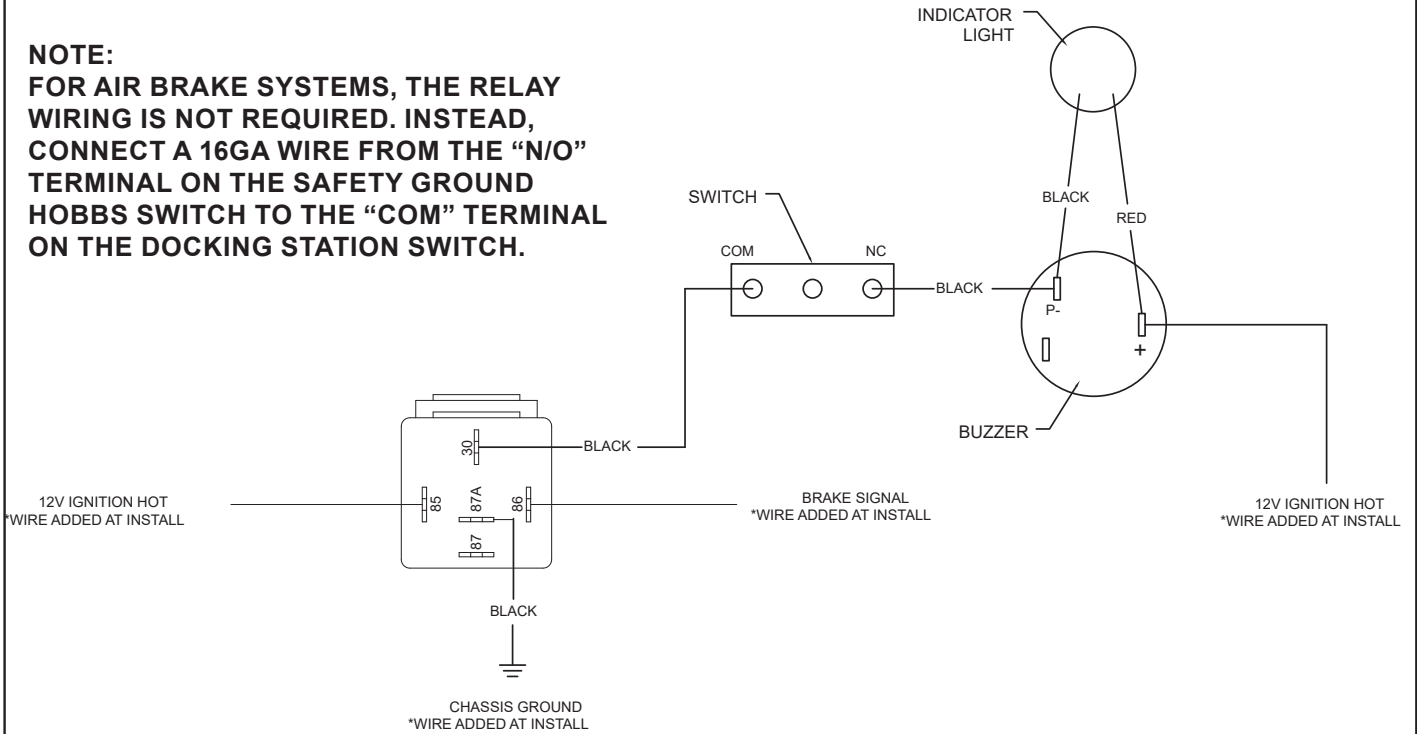 INDICATOR
LIGHT
NOTE:
FOR AIR BRAKE SYSTEMS, THE RELAY
WIRING IS NOT REQUIRED. INSTEAD,
CONNECT A 16GA WIRE FROM THE “N/O”
TERMINAL ON THE SAFETY GROUND
HOBBS SWITCH TO THE “COM” TERMINAL
ON THE DOCKING STATION SWITCH.
SWITCH
BLACK
RED
COM
NC
BLACK
P-
+
BUZZER
30
BLACK
12V IGNITION HOT
*WIRE ADDED AT INSTALL
85
87A
86
87
BRAKE SIGNAL
*WIRE ADDED AT INSTALL
12V IGNITION HOT
*WIRE ADDED AT INSTALL
BLACK
CHASSIS GROUND
*WIRE ADDED AT INSTALL